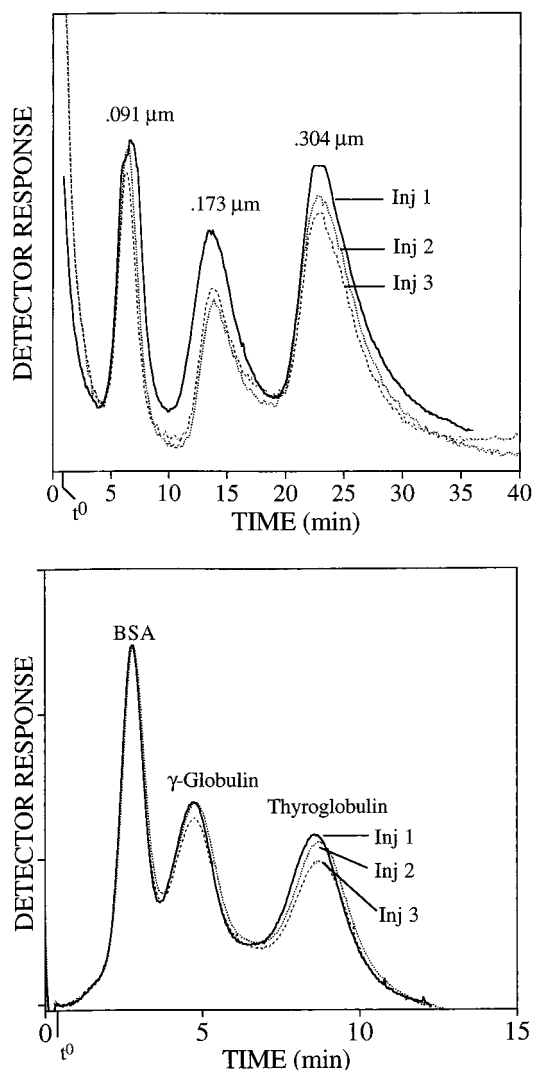 DETECTOR RESPONSE
.091 µm
.173 µm
.304 µm
Inj 1
Inj 2
Inj 3
0 5 10 15 20 25 30 35 40
t⁰
TIME (min)
DETECTOR RESPONSE
BSA
γ-Globulin
Thyroglobulin
Inj 1
Inj 2
Inj 3
0 5 10 15
t⁰
TIME (min)